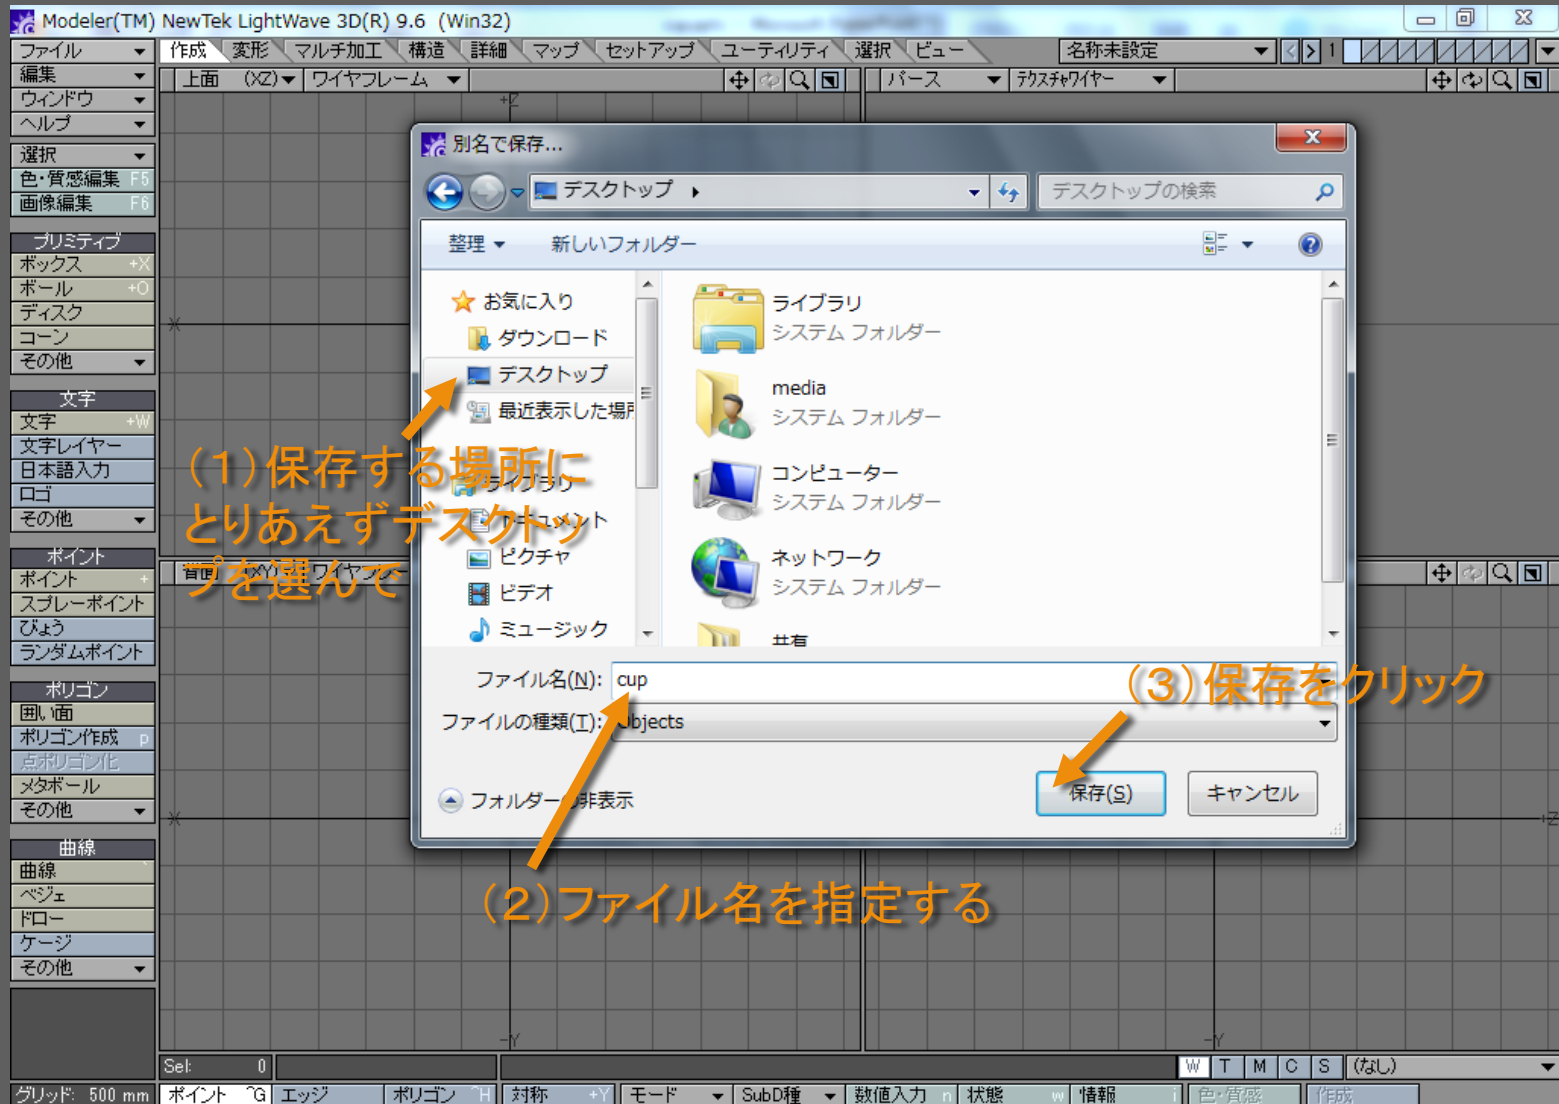 Modeler(TM) NewTek LightWave 3D(R) 9.6 (Win32)
ファイル
作成 変形 マルチ加工 構造 詳細 マップ セットアップ ユーティリティ 選択 ビュー 名称未設定 1
編集
上面 (XZ) ワイヤフレーム パース テクスチャワイヤー
ウィンドウ
ヘルプ
+Z
選択
色・質感編集 F5
画像編集 F6
プリミティブ
ボックス +X
ボール +O
ディスク
コーン
その他
文字
文字 +W
文字レイヤー
日本語入力
ロゴ
その他
ポイント
ポイント +
スプレーポイント
びょう
ランダムポイント
ポリゴン
囲い面
ポリゴン作成 p
点ポリゴン化
メタボール
その他
曲線
曲線 `
ベジェ
ドロー
ケージ
その他
-X
背面 (XY) ワイヤフレー
-X
別名で保存...
デスクトップ
デスクトップの検索
整理 新しいフォルダー
お気に入り
ダウンロード
デスクトップ
最近表示した場所
ライブラリ
ドキュメント
ピクチャ
ビデオ
ミュージック
ライブラリ
システム フォルダー
media
システム フォルダー
コンピューター
システム フォルダー
ネットワーク
システム フォルダー
共有
ファイル名(N): cup
ファイルの種類(T): Objects
フォルダーの非表示
保存(S) キャンセル
(1)保存する場所に
とりあえずデスクトッ
プを選んで
(3)保存をクリック
(2)ファイル名を指定する
+Z
-Y -Y
Sel: 0
W T M C S (なし)
グリッド: 500 mm ポイント ^G エッジ ポリゴン ^H 対称 +Y モード SubD種 数値入力 n 状態 w 情報 i 色・質感 作成